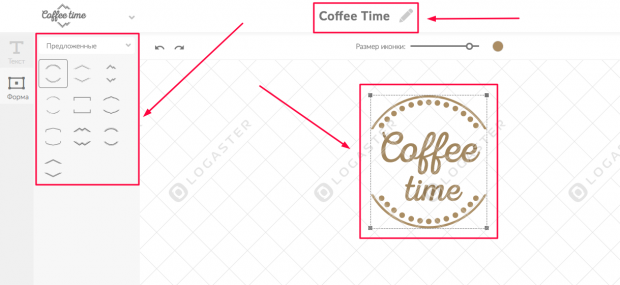 Coffee time
Coffee Time
Предложенные
Размер иконки:
Текст
Форма
Coffee
time
LOGASTER
LOGASTER
LOGASTER
LOGASTER